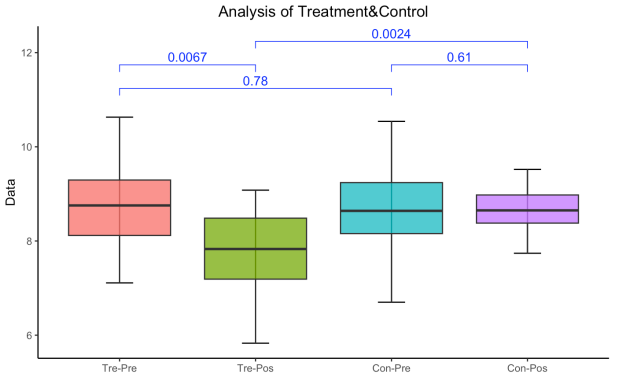 Analysis of Treatment&Control
0.0024
0.0067
0.61
0.78
12
10
8
6
Data
Tre-Pre
Tre-Pos
Con-Pre
Con-Pos